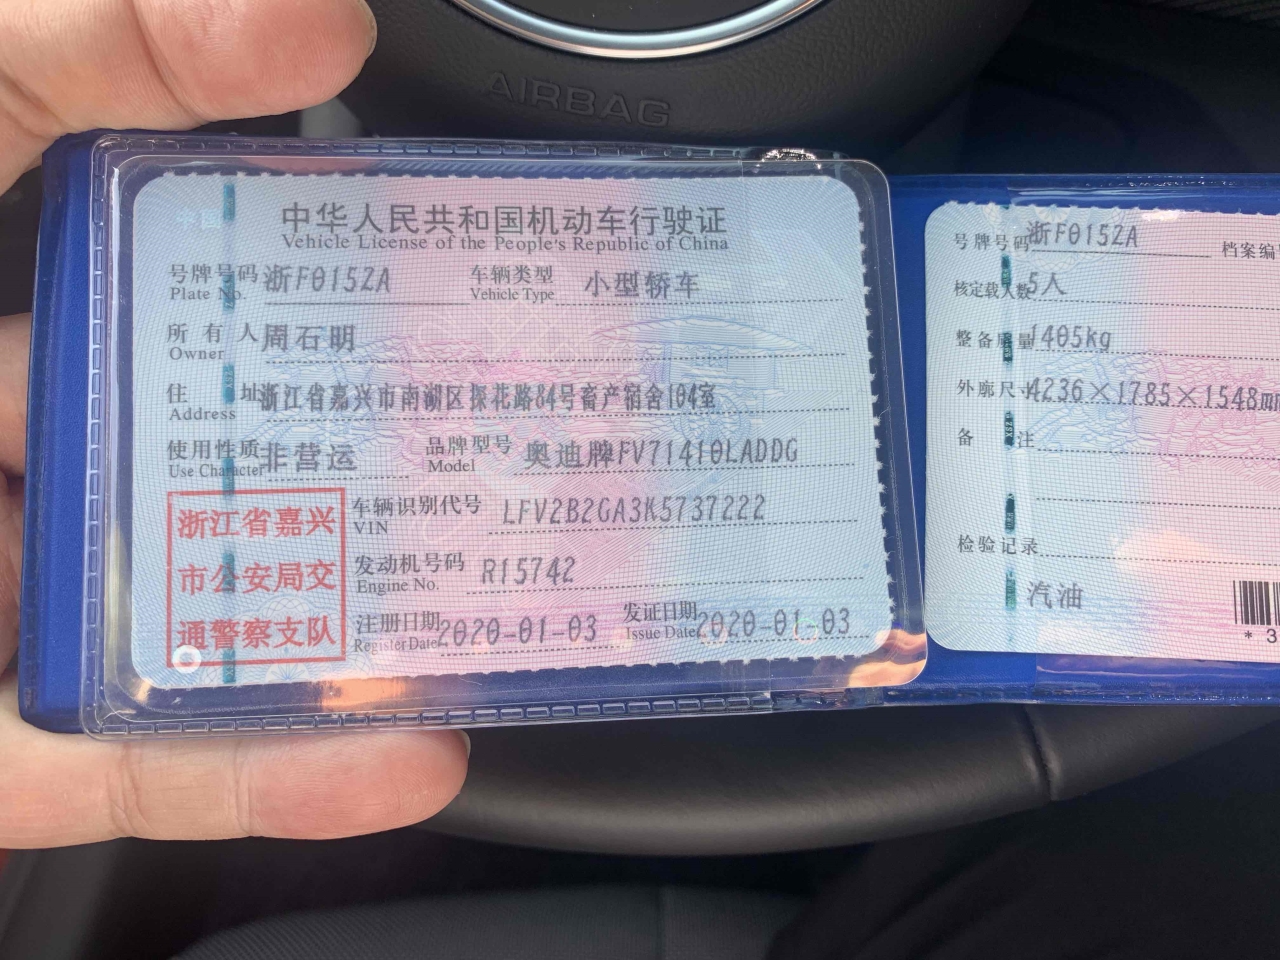 AIRBAG
中华人民共和国机动车行驶证
Vehicle License of the People's Republic of China
号牌号码 浙F0152A 车辆类型 小型轿车
Plate No. Vehicle Type
所有人 周石明
Owner
住址 浙江省嘉兴市南湖区探花路84号畜产宿舍104室
Address
使用性质 非营运 品牌型号 奥迪牌FV71410LADDG
Use Character Model
浙江省嘉兴
市公安局交
通警察支队
车辆识别代号 LFV2B2GA3K5737222
VIN
发动机号码 R15742
Engine No.
注册日期 2020-01-03 发证日期 2020-01-03
Register Date Issue Date
号牌号码 浙F0152A 档案编
核定载人数 5人
整备质量 1405kg
外廓尺寸 4236×1785×1548mm
备注
检验记录
汽油
*3